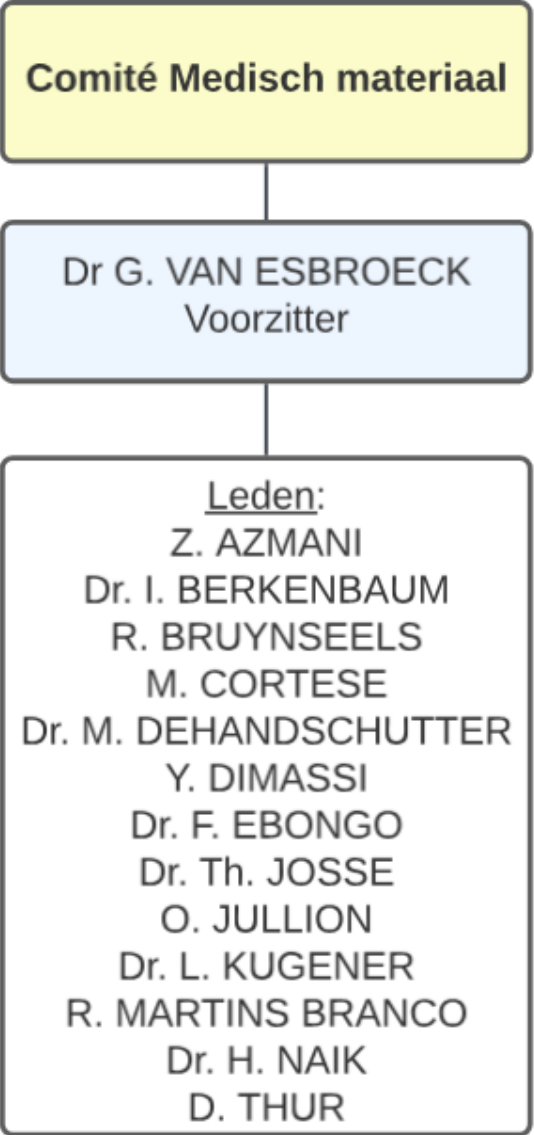 Comité Medisch materiaal
Dr G. VAN ESBROECK
Voorzitter
Leden:
Z. AZMANI
Dr. I. BERKENBAUM
R. BRUYNSEELS
M. CORTESE
Dr. M. DEHANDSCHUTTER
Y. DIMASSI
Dr. F. EBONGO
Dr. Th. JOSSE
O. JULLION
Dr. L. KUGENER
R. MARTINS BRANCO
Dr. H. NAIK
D. THUR